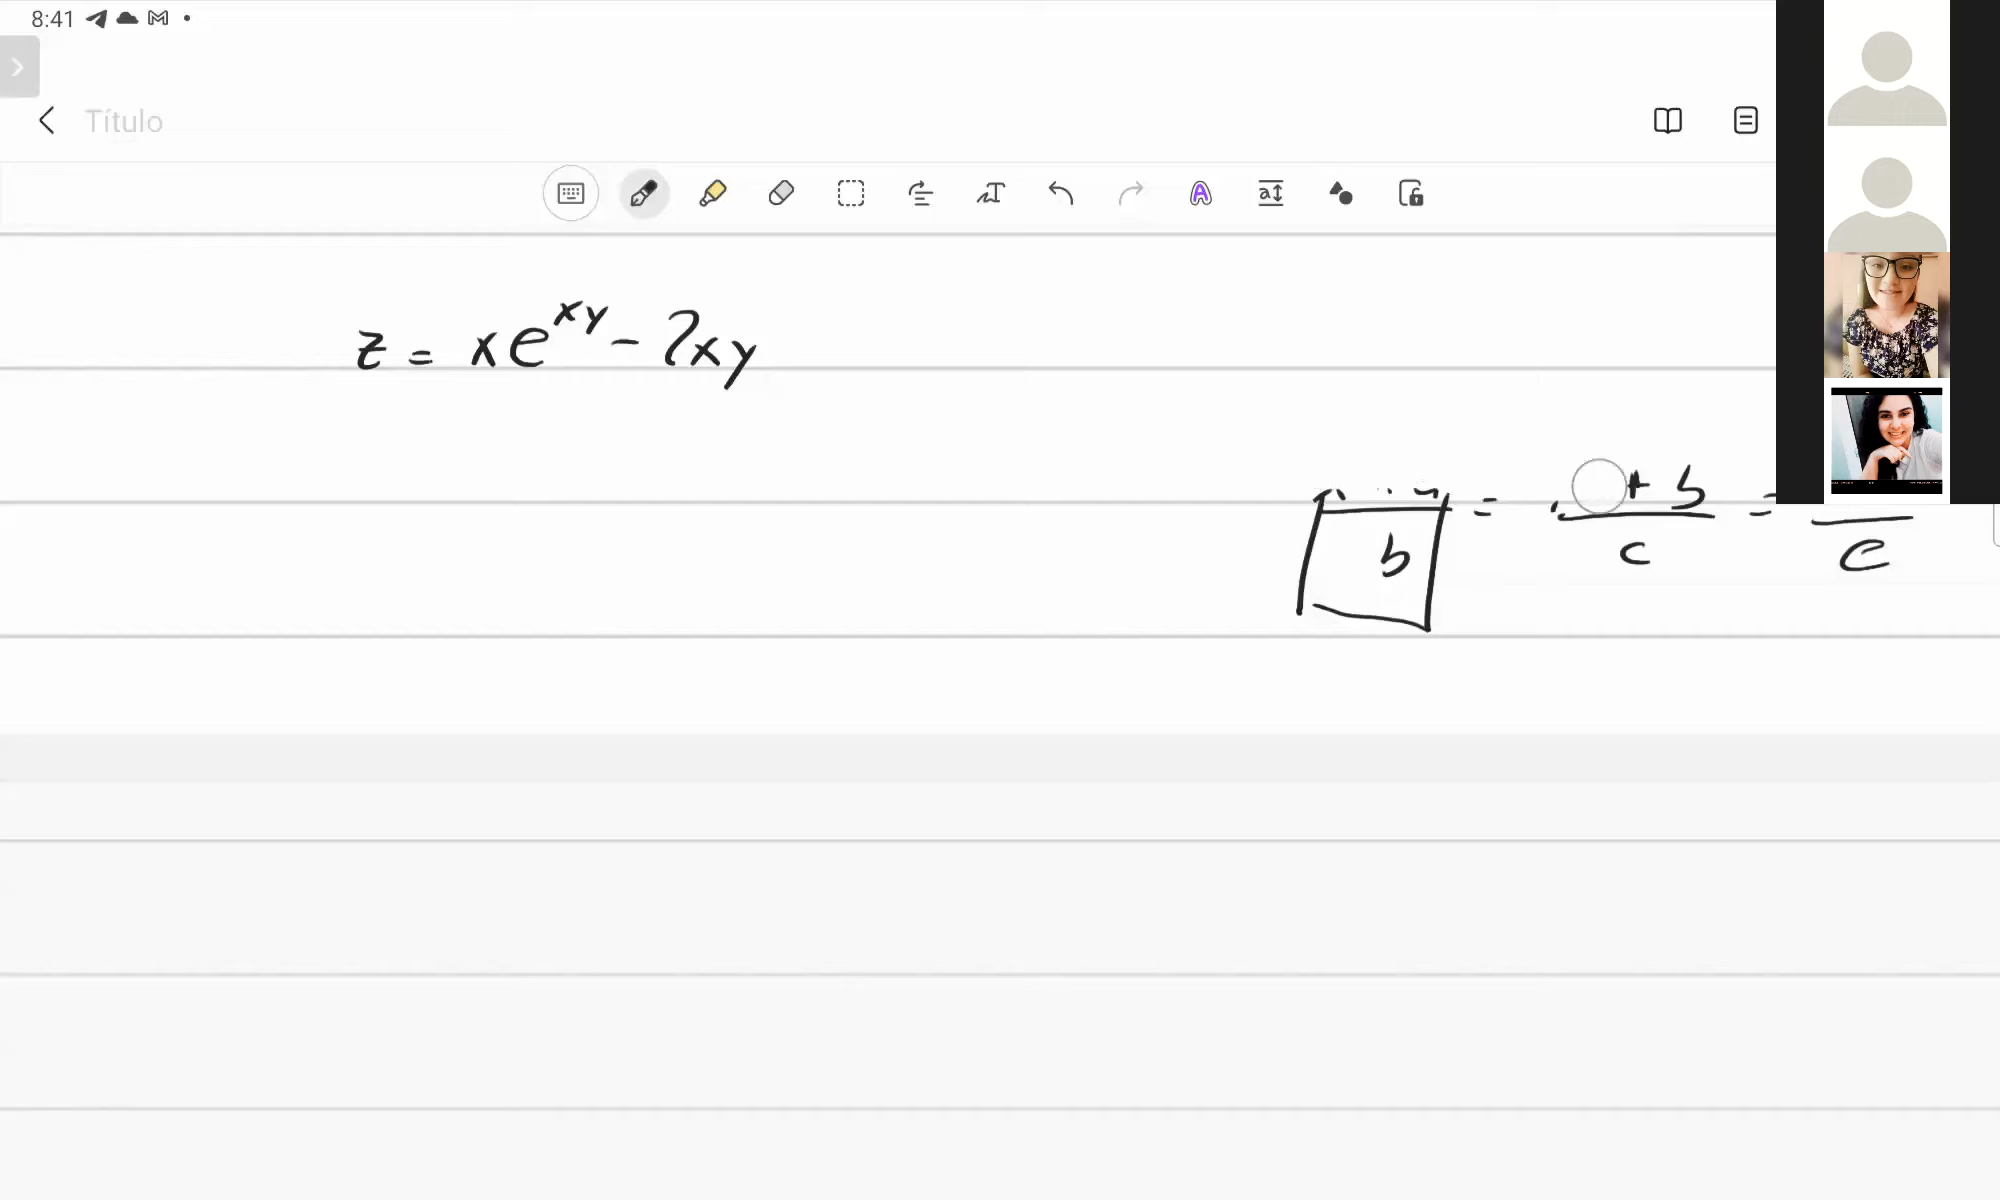 8:41
Título
z = xe^xy - 2xy
= + b =
b c e